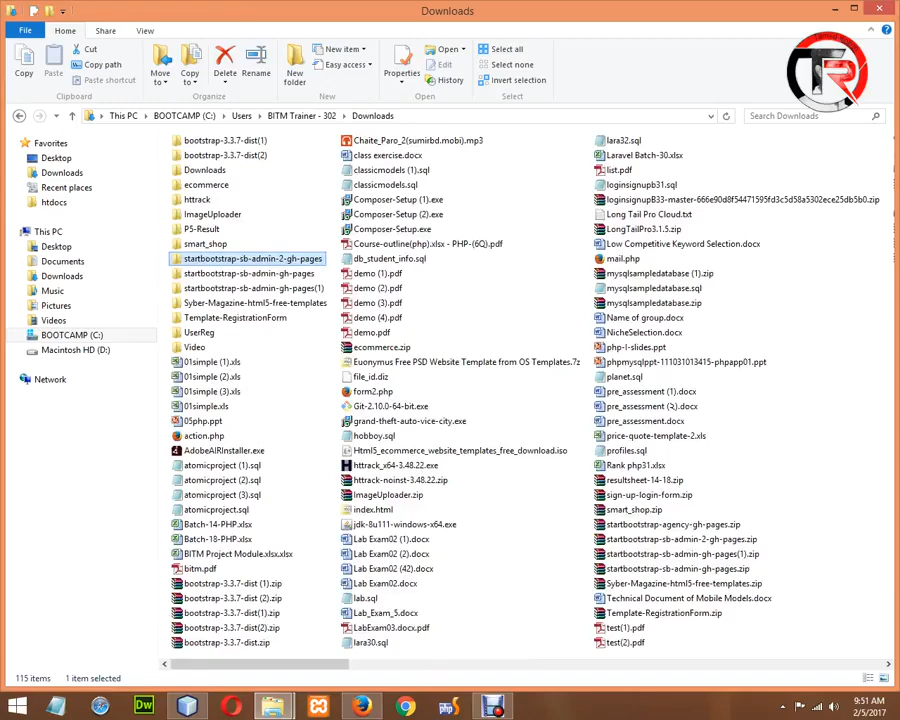 Downloads
File
Home
Share
View
Copy
Paste
Cut
Copy path
Paste shortcut
Clipboard
Move to
Copy to
Delete
Rename
Organize
New folder
New item
Easy access
New
Properties
Open
Edit
History
Open
Select all
Select none
Invert selection
Select
TR
This PC
BOOTCAMP (C:)
Users
BITM Trainer - 302
Downloads
Search Downloads
Favorites
Desktop
Downloads
Recent places
htdocs
This PC
Desktop
Documents
Downloads
Music
Pictures
Videos
BOOTCAMP (C:)
Macintosh HD (D:)
Network
bootstrap-3.3.7-dist(1)
bootstrap-3.3.7-dist(2)
Downloads
ecommerce
httrack
ImageUploader
P5-Result
smart_shop
startbootstrap-sb-admin-2-gh-pages
startbootstrap-sb-admin-gh-pages
startbootstrap-sb-admin-gh-pages(1)
Syber-Magazine-html5-free-templates
Template-RegistrationForm
UserReg
Video
01simple (1).xls
01simple (2).xls
01simple (3).xls
01simple.xls
05php.ppt
action.php
AdobeAIRInstaller.exe
atomicproject (1).sql
atomicproject (2).sql
atomicproject (3).sql
atomicproject.sql
Batch-14-PHP.xlsx
Batch-18-PHP.xlsx
BITM Project Module.xlsx.xlsx
bitm.pdf
bootstrap-3.3.7-dist (1).zip
bootstrap-3.3.7-dist (2).zip
bootstrap-3.3.7-dist(1).zip
bootstrap-3.3.7-dist(2).zip
bootstrap-3.3.7-dist.zip
Chaite_Paro_2(sumirbd.mobi).mp3
class exercise.docx
classicmodels (1).sql
classicmodels.sql
Composer-Setup (1).exe
Composer-Setup (2).exe
Composer-Setup.exe
Course-outline(php).xlsx - PHP-(6Q).pdf
db_student_info.sql
demo (1).pdf
demo (2).pdf
demo (3).pdf
demo (4).pdf
demo.pdf
ecommerce.zip
Euonymus Free PSD Website Template from OS Templates.7z
file_id.diz
form2.php
Git-2.10.0-64-bit.exe
grand-theft-auto-vice-city.exe
hobboy.sql
Html5_ecommerce_website_templates_free_download.iso
httrack_x64-3.48.22.exe
httrack-noinst-3.48.22.zip
ImageUploader.zip
index.html
jdk-8u111-windows-x64.exe
Lab Exam02 (1).docx
Lab Exam02 (2).docx
Lab Exam02 (42).docx
Lab Exam02.docx
lab.sql
Lab_Exam_5.docx
LabExam03.docx.pdf
lara30.sql
lara32.sql
Laravel Batch-30.xlsx
list.pdf
loginsignupb31.sql
loginsignupB33-master-666e90d8f54471595fd3c5d58a5302ece25db5b0.zip
Long Tail Pro Cloud.txt
LongTailPro3.1.5.zip
Low Competitive Keyword Selection.docx
mail.php
mysqlsampledatabase (1).zip
mysqlsampledatabase.sql
mysqlsampledatabase.zip
Name of group.docx
NicheSelection.docx
php-l-slides.ppt
phpmysqlppt-111031013415-phpapp01.ppt
planet.sql
pre_assessment (1).docx
pre_assessment (2).docx
pre_assessment.docx
price-quote-template-2.xls
profiles.sql
Rank php31.xlsx
resultsheet-14-18.zip
sign-up-login-form.zip
smart_shop.zip
startbootstrap-agency-gh-pages.zip
startbootstrap-sb-admin-2-gh-pages.zip
startbootstrap-sb-admin-gh-pages(1).zip
startbootstrap-sb-admin-gh-pages.zip
Syber-Magazine-html5-free-templates.zip
Technical Document of Mobile Models.docx
Template-RegistrationForm.zip
test(1).pdf
test(2).pdf
115 items
1 item selected
Dw
php
9:51 AM
2/5/2017